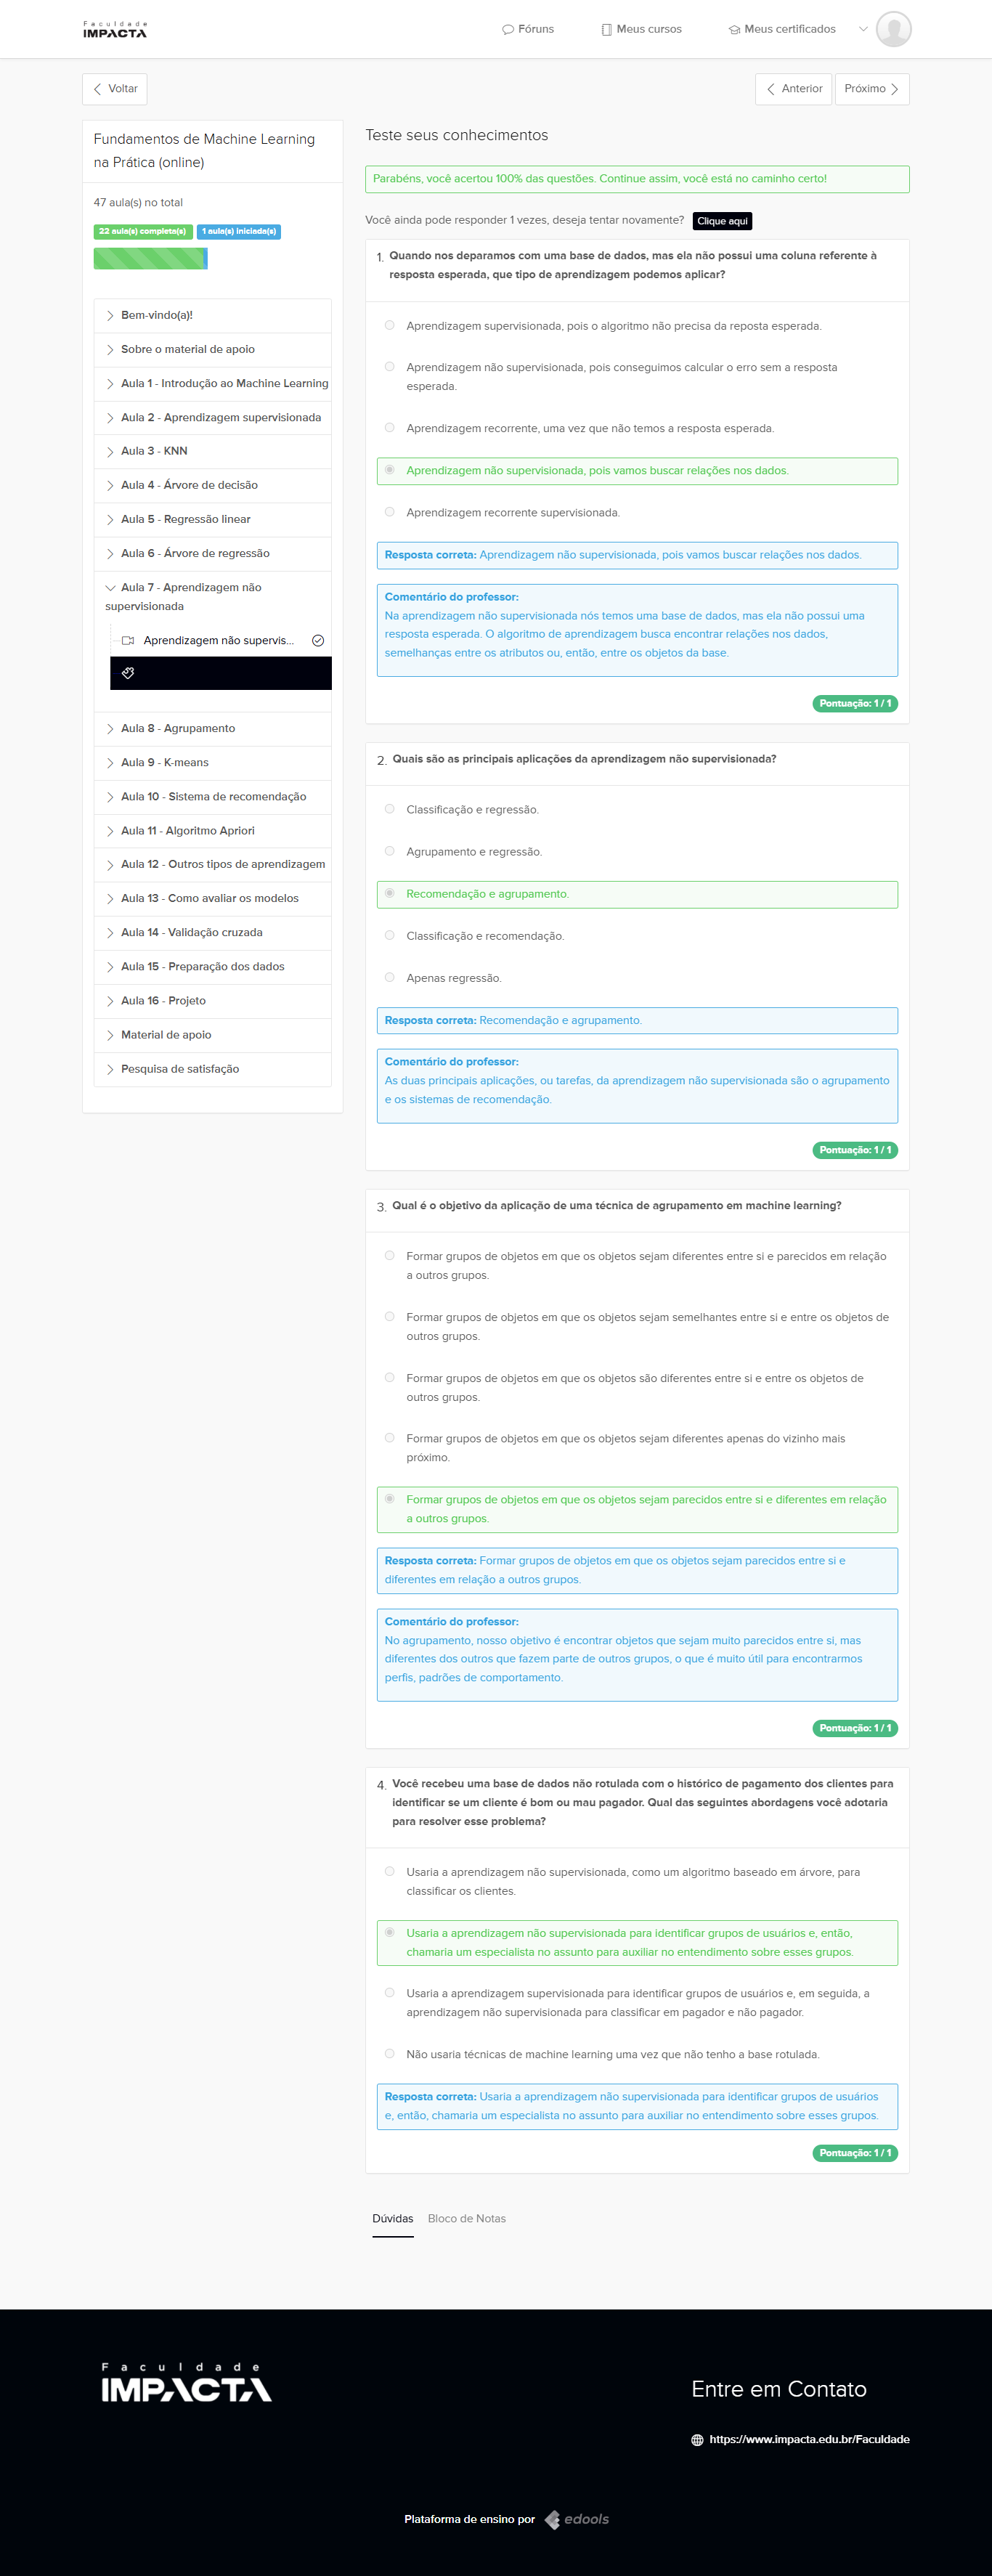 Faculdade
IMPACTA
Fóruns
Meus cursos
Meus certificados
Voltar
Anterior
Próximo
Fundamentos de Machine Learning
na Prática (online)
47 aula(s) no total
22 aula(s) completa(s)
1 aula(s) iniciada(s)
Bem-vindo(a)!
Sobre o material de apoio
Aula 1 - Introdução ao Machine Learning
Aula 2 - Aprendizagem supervisionada
Aula 3 - KNN
Aula 4 - Árvore de decisão
Aula 5 - Regressão linear
Aula 6 - Árvore de regressão
Aula 7 - Aprendizagem não
supervisionada
Aprendizagem não supervis...
Aula 8 - Agrupamento
Aula 9 - K-means
Aula 10 - Sistema de recomendação
Aula 11 - Algoritmo Apriori
Aula 12 - Outros tipos de aprendizagem
Aula 13 - Como avaliar os modelos
Aula 14 - Validação cruzada
Aula 15 - Preparação dos dados
Aula 16 - Projeto
Material de apoio
Pesquisa de satisfação
Teste seus conhecimentos
Parabéns, você acertou 100% das questões. Continue assim, você está no caminho certo!
Você ainda pode responder 1 vezes, deseja tentar novamente? Clique aqui
1. Quando nos deparamos com uma base de dados, mas ela não possui uma coluna referente à
resposta esperada, que tipo de aprendizagem podemos aplicar?
Aprendizagem supervisionada, pois o algoritmo não precisa da reposta esperada.
Aprendizagem não supervisionada, pois conseguimos calcular o erro sem a resposta
esperada.
Aprendizagem recorrente, uma vez que não temos a resposta esperada.
Aprendizagem não supervisionada, pois vamos buscar relações nos dados.
Aprendizagem recorrente supervisionada.
Resposta correta: Aprendizagem não supervisionada, pois vamos buscar relações nos dados.
Comentário do professor:
Na aprendizagem não supervisionada nós temos uma base de dados, mas ela não possui uma
resposta esperada. O algoritmo de aprendizagem busca encontrar relações nos dados,
semelhanças entre os atributos ou, então, entre os objetos da base.
Pontuação: 1 / 1
2. Quais são as principais aplicações da aprendizagem não supervisionada?
Classificação e regressão.
Agrupamento e regressão.
Recomendação e agrupamento.
Classificação e recomendação.
Apenas regressão.
Resposta correta: Recomendação e agrupamento.
Comentário do professor:
As duas principais aplicações, ou tarefas, da aprendizagem não supervisionada são o agrupamento
e os sistemas de recomendação.
Pontuação: 1 / 1
3. Qual é o objetivo da aplicação de uma técnica de agrupamento em machine learning?
Formar grupos de objetos em que os objetos sejam diferentes entre si e parecidos em relação
a outros grupos.
Formar grupos de objetos em que os objetos sejam semelhantes entre si e entre os objetos de
outros grupos.
Formar grupos de objetos em que os objetos são diferentes entre si e entre os objetos de
outros grupos.
Formar grupos de objetos em que os objetos sejam diferentes apenas do vizinho mais
próximo.
Formar grupos de objetos em que os objetos sejam parecidos entre si e diferentes em relação
a outros grupos.
Resposta correta: Formar grupos de objetos em que os objetos sejam parecidos entre si e
diferentes em relação a outros grupos.
Comentário do professor:
No agrupamento, nosso objetivo é encontrar objetos que sejam muito parecidos entre si, mas
diferentes dos outros que fazem parte de outros grupos, o que é muito útil para encontrarmos
perfis, padrões de comportamento.
Pontuação: 1 / 1
4. Você recebeu uma base de dados não rotulada com o histórico de pagamento dos clientes para
identificar se um cliente é bom ou mau pagador. Qual das seguintes abordagens você adotaria
para resolver esse problema?
Usaria a aprendizagem não supervisionada, como um algoritmo baseado em árvore, para
classificar os clientes.
Usaria a aprendizagem não supervisionada para identificar grupos de usuários e, então,
chamaria um especialista no assunto para auxiliar no entendimento sobre esses grupos.
Usaria a aprendizagem supervisionada para identificar grupos de usuários e, em seguida, a
aprendizagem não supervisionada para classificar em pagador e não pagador.
Não usaria técnicas de machine learning uma vez que não tenho a base rotulada.
Resposta correta: Usaria a aprendizagem não supervisionada para identificar grupos de usuários
e, então, chamaria um especialista no assunto para auxiliar no entendimento sobre esses grupos.
Pontuação: 1 / 1
Dúvidas
Bloco de Notas
Faculdade
IMPACTA
Entre em Contato
https://www.impacta.edu.br/Faculdade
Plataforma de ensino por edools